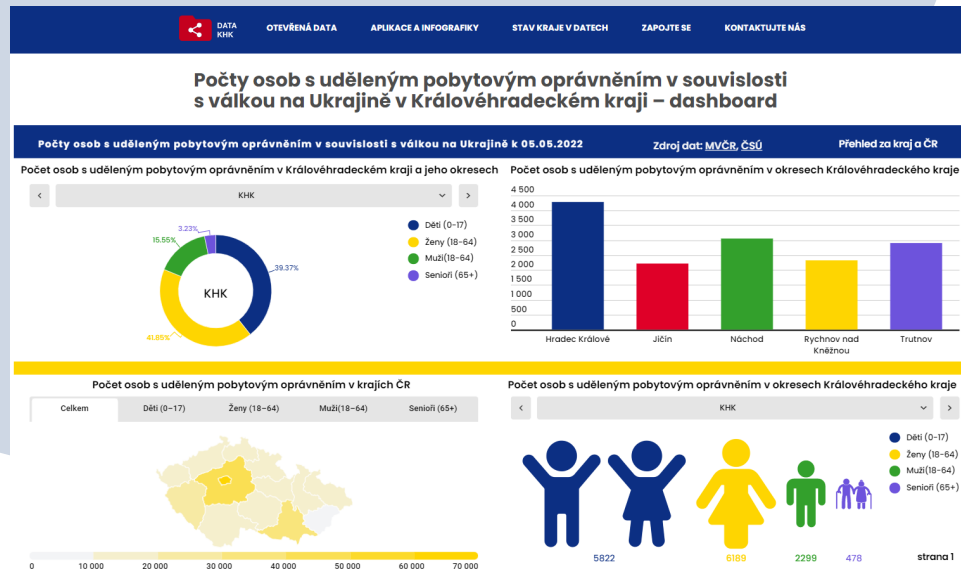 DATA
KHK
OTEVŘENÁ DATA
APLIKACE A INFOGRAFIKY
STAV KRAJE V DATECH
ZAPOJTE SE
KONTAKTUJTE NÁS
Počty osob s uděleným pobytovým oprávněním v souvislosti
s válkou na Ukrajině v Královéhradeckém kraji – dashboard
Počty osob s uděleným pobytovým oprávněním v souvislosti s válkou na Ukrajině k 05.05.2022
Zdroj dat: MVČR, ČSÚ
Přehled za kraj a ČR
Počet osob s uděleným pobytovým oprávněním v Královéhradeckém kraji a jeho okresech
KHK
3.23%
15.55%
39.37%
41.85%
KHK
Děti (0-17)
Ženy (18-64)
Muži(18-64)
Senioři (65+)
Počet osob s uděleným pobytovým oprávněním v okresech Královéhradeckého kraje
4 500
4 000
3 500
3 000
2 500
2 000
1 500
1 000
500
0
Hradec Králové
Jičín
Náchod
Rychnov nad
Kněžnou
Trutnov
Počet osob s uděleným pobytovým oprávněním v krajích ČR
Celkem
Děti (0–17)
Ženy (18–64)
Muži(18–64)
Senioři (65+)
0
10 000
20 000
30 000
40 000
50 000
60 000
70 000
Počet osob s uděleným pobytovým oprávněním v okresech Královéhradeckého kraje
KHK
Děti (0-17)
Ženy (18-64)
Muži(18-64)
Senioři (65+)
5822
6189
2299
478
strana 1